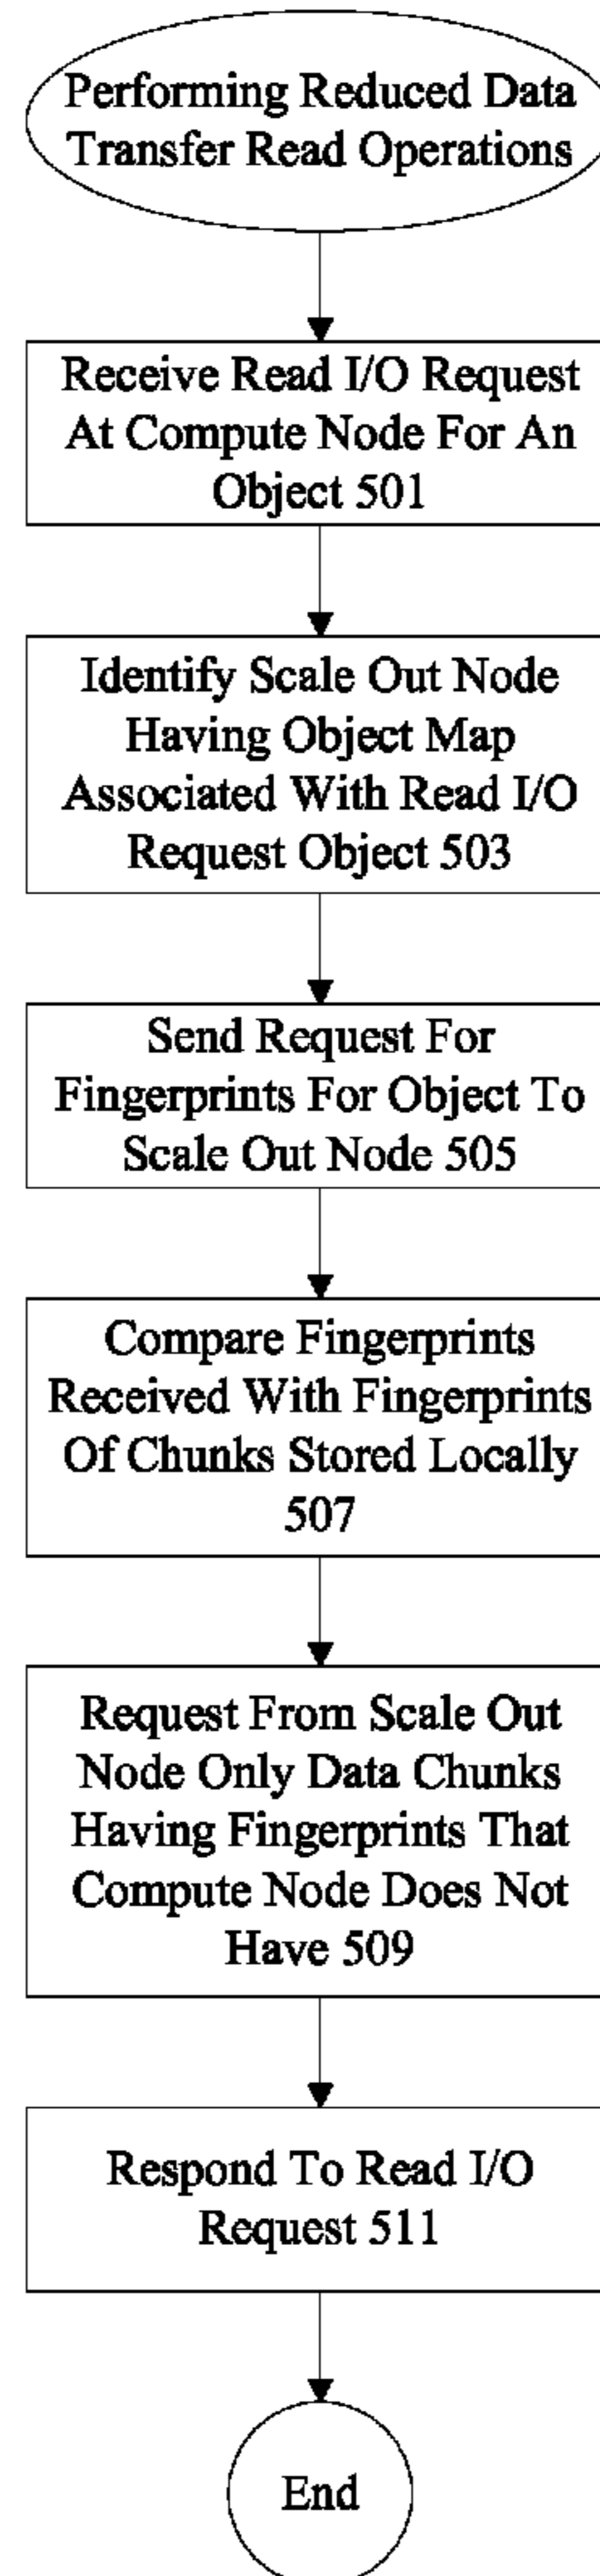 Performing Reduced Data
Transfer Read Operations
Receive Read I/O Request
At Compute Node For An
Object 501
Identify Scale Out Node
Having Object Map
Associated With Read I/O
Request Object 503
Send Request For
Fingerprints For Object To
Scale Out Node 505
Compare Fingerprints
Received With Fingerprints
Of Chunks Stored Locally
507
Request From Scale Out
Node Only Data Chunks
Having Fingerprints That
Compute Node Does Not
Have 509
Respond To Read I/O
Request 511
End